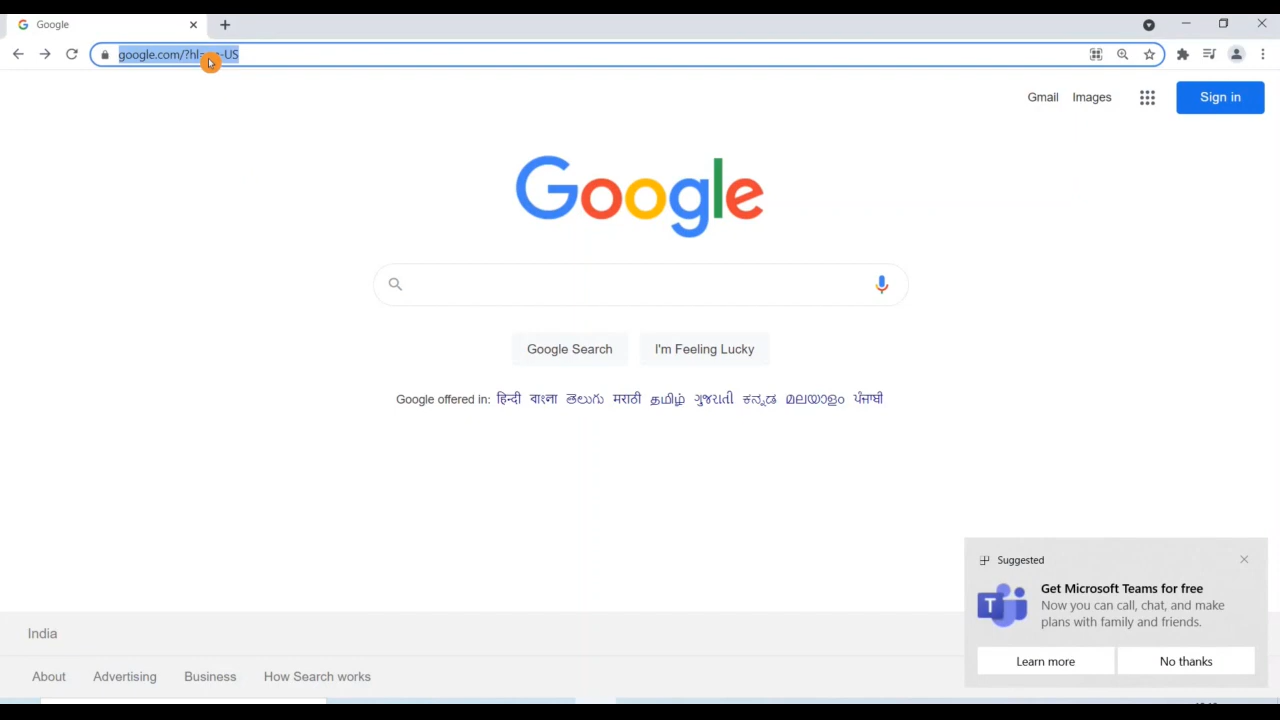 Google
google.com/?hl= -US
Gmail Images Sign in
Google
Google Search I'm Feeling Lucky
Google offered in: हिन्दी বাংলা తెలుగు मराठी தமிழ் ગુજરાતી ಕನ್ನಡ മലയാളം ਪੰਜਾਬੀ
Suggested
Get Microsoft Teams for free
Now you can call, chat, and make
plans with family and friends.
Learn more No thanks
India
About Advertising Business How Search works